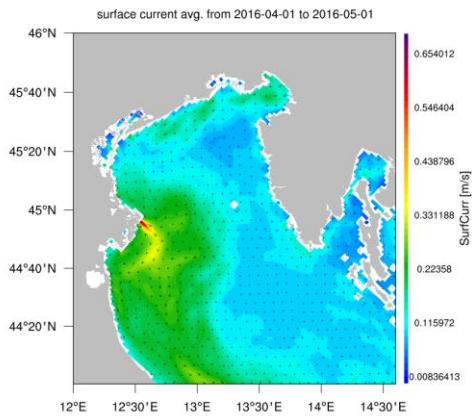 surface current avg. from 2016-04-01 to 2016-05-01
46°N
45°40'N
45°20'N
45°N
44°40'N
44°20'N
12°E
12°30'E
13°E
13°30'E
14°E
14°30'E
0.654012
0.546404
0.438796
0.331188
0.22358
0.115972
0.00836413
SurfCurr [m/s]